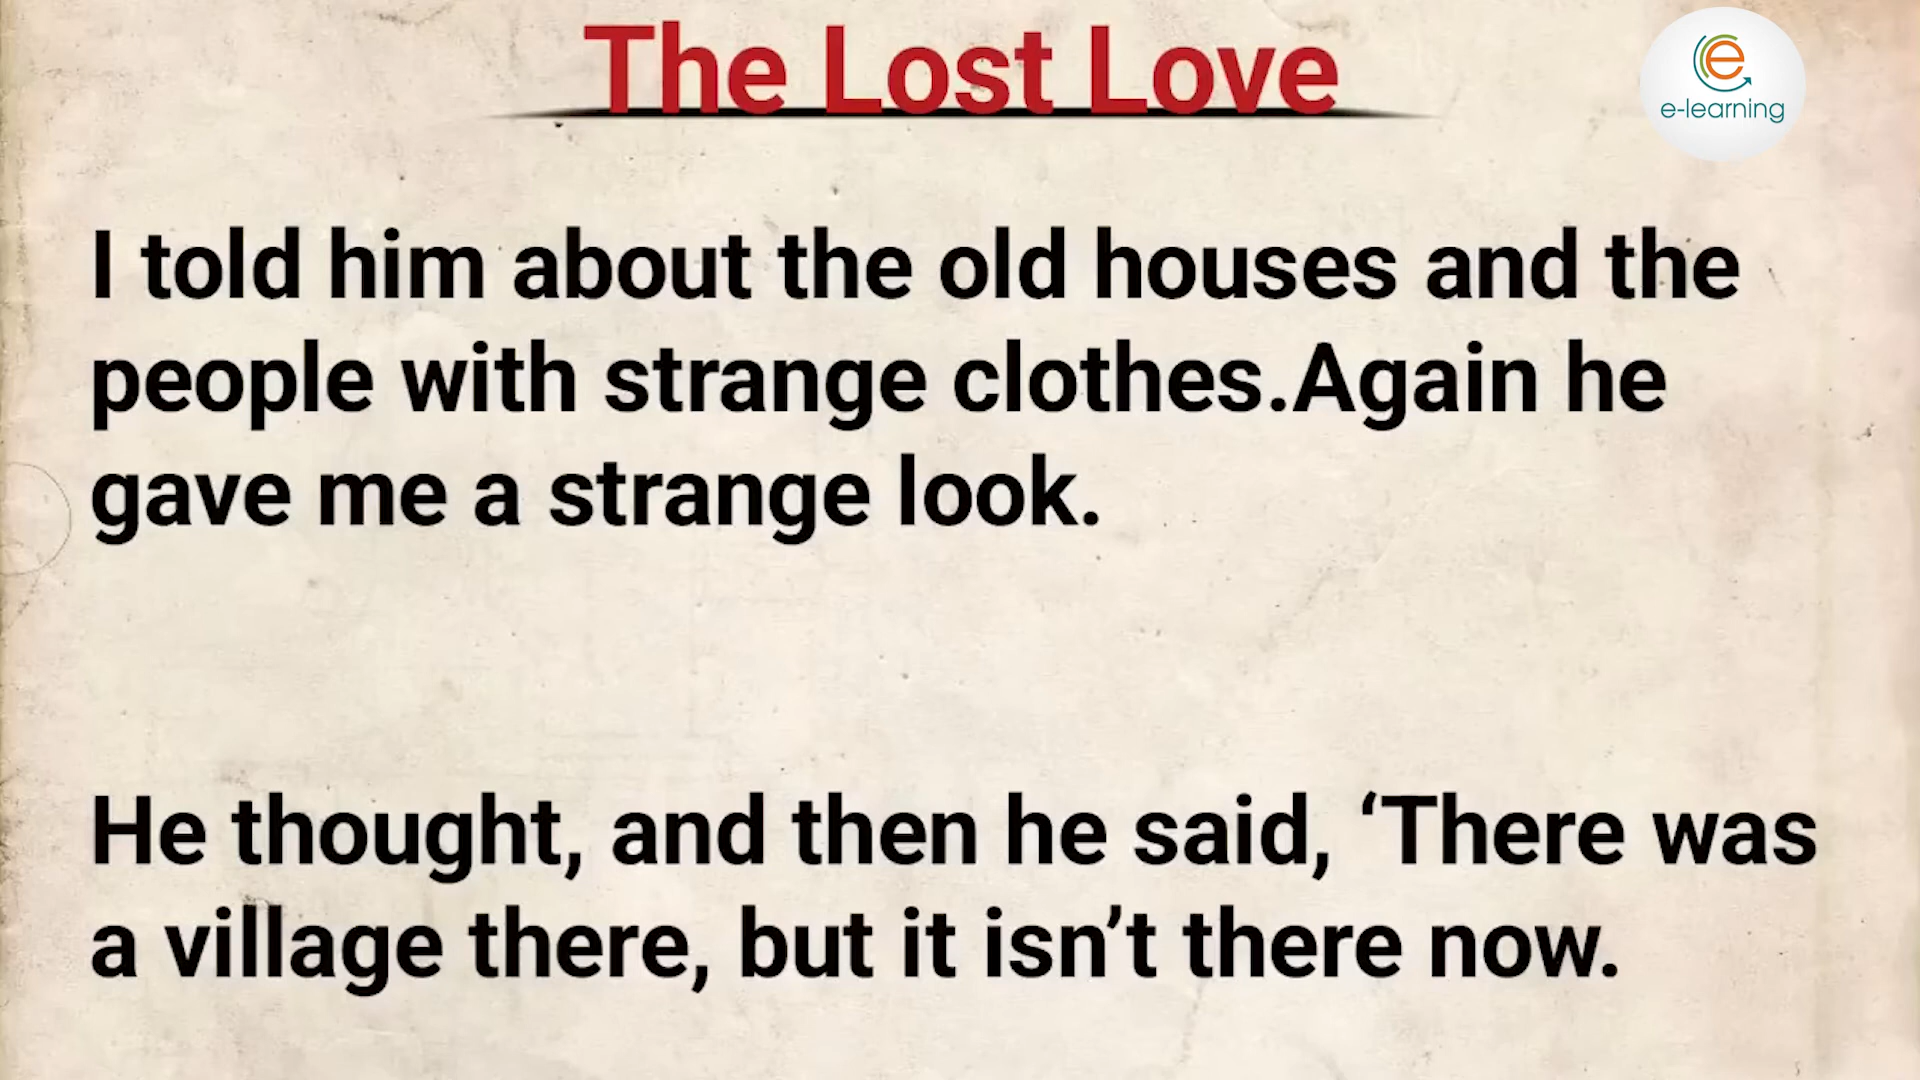 The Lost Love
e
e-learning
I told him about the old houses and the
people with strange clothes.Again he
gave me a strange look.
He thought, and then he said, ‘There was
a village there, but it isn’t there now.